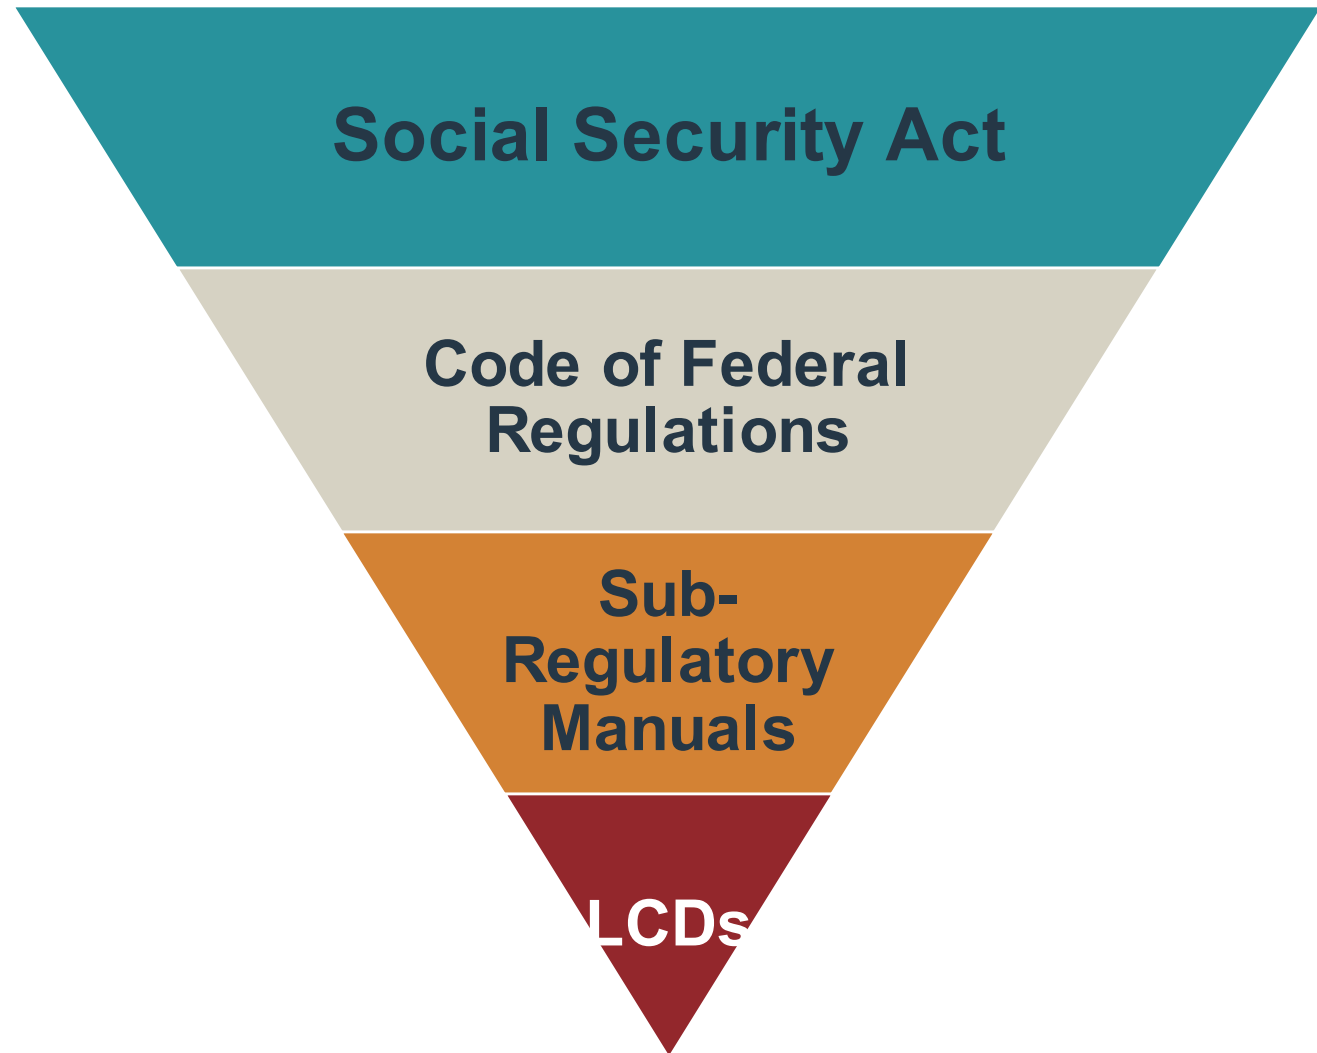 Social Security Act
Code of Federal
Regulations
Sub-
Regulatory
Manuals
LCDs